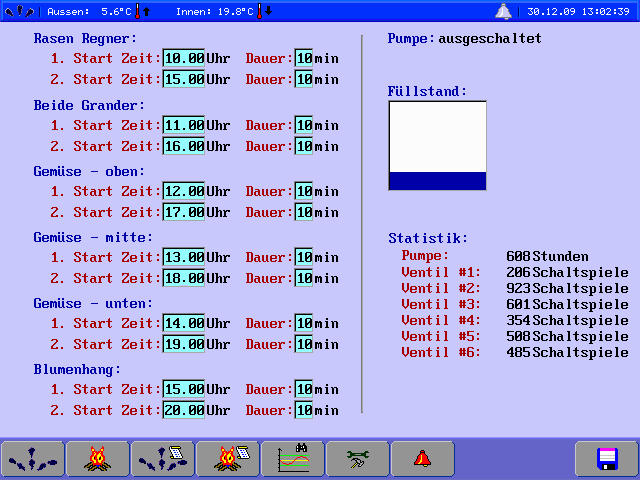 Aussen: 5.6°C Innen: 19.8°C 30.12.09 13:02:39
Rasen Regner:
1. Start Zeit: 10.00 Uhr Dauer: 10 min
2. Start Zeit: 15.00 Uhr Dauer: 10 min
Beide Grander:
1. Start Zeit: 11.00 Uhr Dauer: 10 min
2. Start Zeit: 16.00 Uhr Dauer: 10 min
Gemüse - oben:
1. Start Zeit: 12.00 Uhr Dauer: 10 min
2. Start Zeit: 17.00 Uhr Dauer: 10 min
Gemüse - mitte:
1. Start Zeit: 13.00 Uhr Dauer: 10 min
2. Start Zeit: 18.00 Uhr Dauer: 10 min
Gemüse - unten:
1. Start Zeit: 14.00 Uhr Dauer: 10 min
2. Start Zeit: 19.00 Uhr Dauer: 10 min
Blumenhang:
1. Start Zeit: 15.00 Uhr Dauer: 10 min
2. Start Zeit: 20.00 Uhr Dauer: 10 min
Pumpe: ausgeschaltet
Füllstand:
Statistik:
Pumpe: 608 Stunden
Ventil #1: 206 Schaltspiele
Ventil #2: 923 Schaltspiele
Ventil #3: 601 Schaltspiele
Ventil #4: 354 Schaltspiele
Ventil #5: 508 Schaltspiele
Ventil #6: 485 Schaltspiele